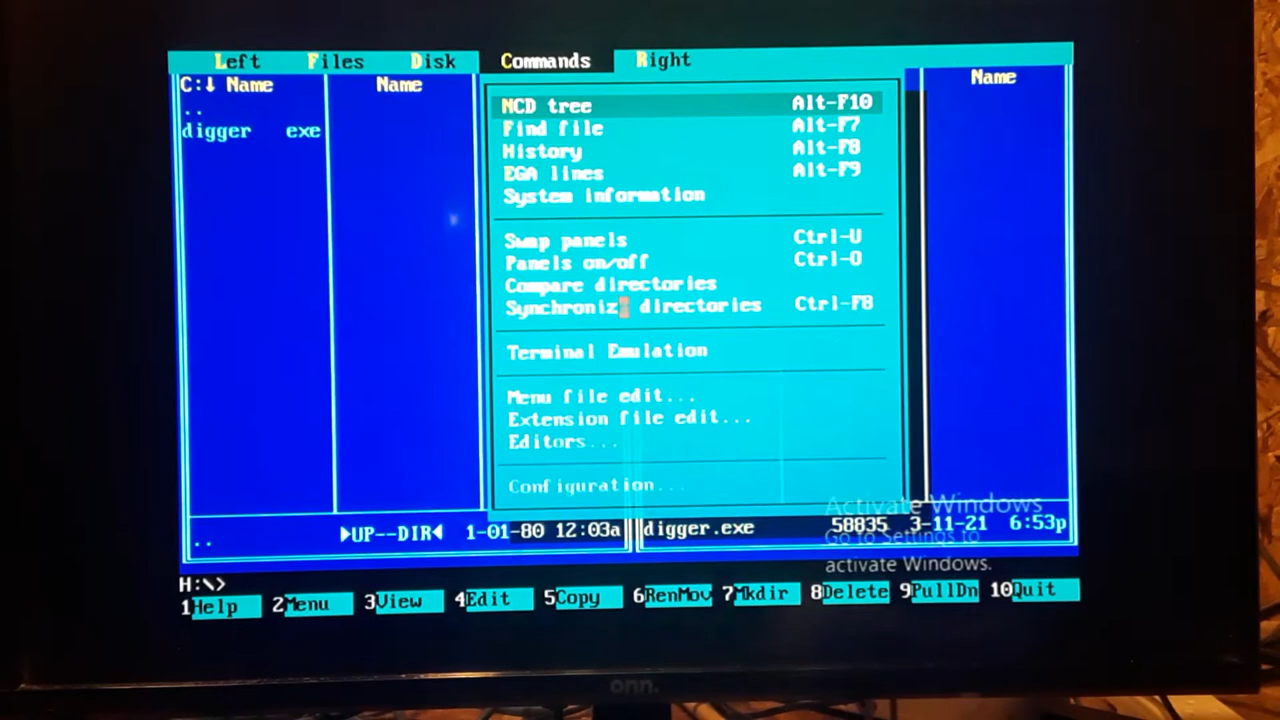 Left Files Disk Commands Right
C:↓ Name Name Name
..
digger exe
NCD tree Alt-F10
Find file Alt-F7
History Alt-F8
EGA lines Alt-F9
System information
Swap panels Ctrl-U
Panels on/off Ctrl-O
Compare directories
Synchroniz directories Ctrl-F8
Terminal Emulation
Menu file edit...
Extension file edit...
Editors...
Configuration...
.. ►UP--DIR◄ 1-01-80 12:03a digger.exe 58835 3-11-21 6:53p
Activate Windows
Go to Settings to
activate Windows.
H:\>
1Help 2Menu 3View 4Edit 5Copy 6RenMov 7Mkdir 8Delete 9PullDn 10Quit
onn.